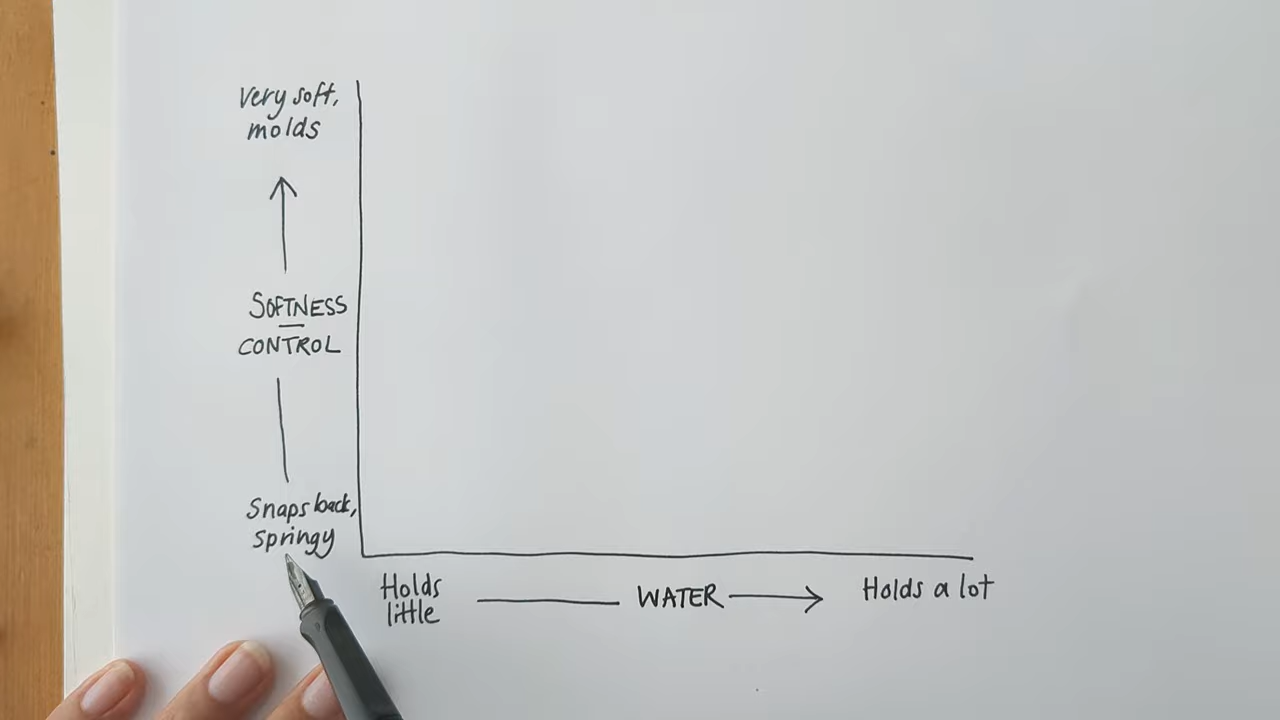 Very soft,
molds
SOFTNESS
—
CONTROL
Snaps back,
springy
Holds
little
WATER
Holds a lot